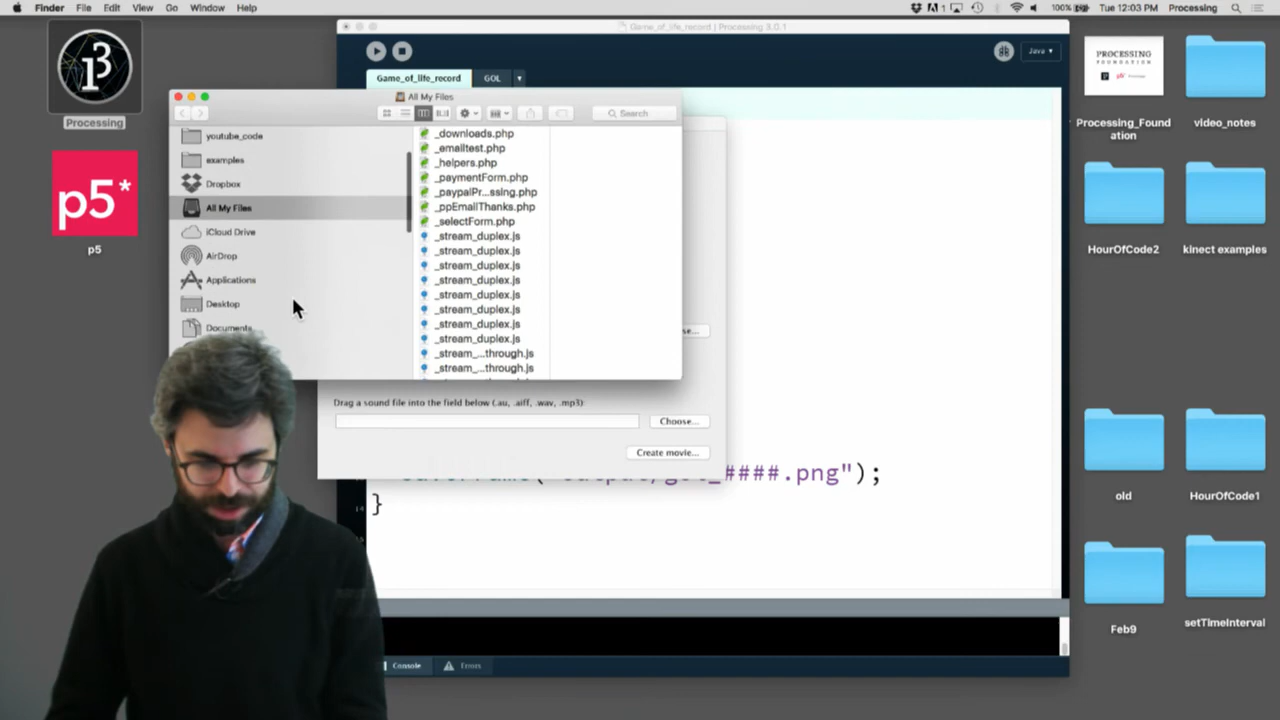 Finder File Edit View Go Window Help
1 100% Tue 12:03 PM Processing
Game_of_life_record | Processing 3.0.1
Java ▾
Game_of_life_record GOL ▾
All My Files
Search
youtube_code
examples
Dropbox
All My Files
iCloud Drive
AirDrop
Applications
Desktop
Documents
_downloads.php
_emailtest.php
_helpers.php
_paymentForm.php
_paypalPr...ssing.php
_ppEmailThanks.php
_selectForm.php
_stream_duplex.js
_stream_duplex.js
_stream_duplex.js
_stream_duplex.js
_stream_duplex.js
_stream_duplex.js
_stream_duplex.js
_stream_duplex.js
_stream_...through.js
_stream_...through.js
se...
Drag a sound file into the field below (.au, .aiff, .wav, .mp3):
Choose...
Create movie...
####.png");
14 }
Console Errors
Processing
p5*
p5
PROCESSING
FOUNDATION
Processing_Found
ation
video_notes
HourOfCode2
kinect examples
old
HourOfCode1
Feb9
setTimeInterval